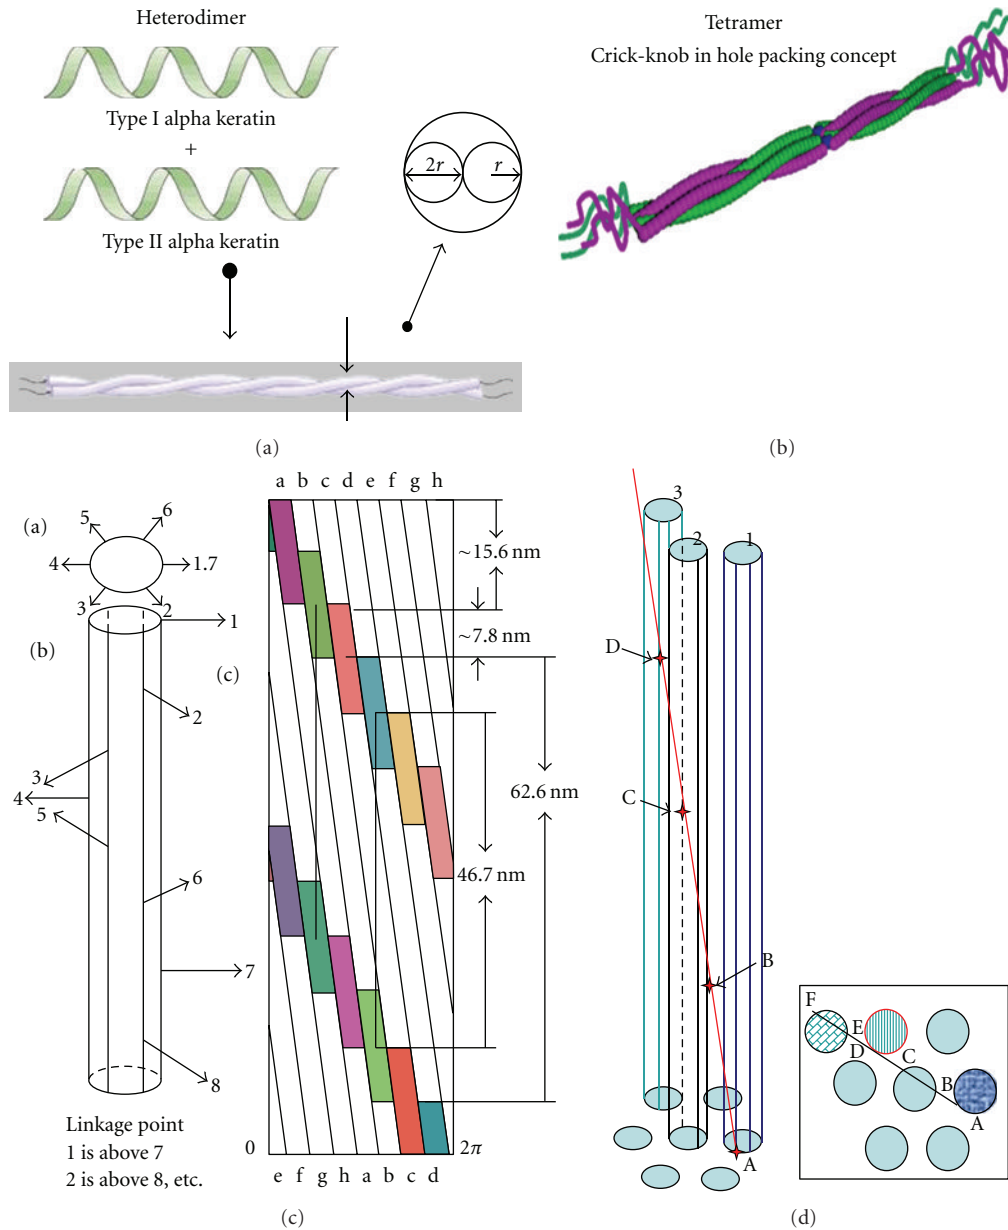 Heterodimer
Type I alpha keratin
+
Type II alpha keratin
2r
r
(a)
Tetramer
Crick-knob in hole packing concept
(b)
(a)
5
6
4
1.7
3
2
(b)
1
2
3
4
5
6
7
8
Linkage point
1 is above 7
2 is above 8, etc.
a b c d e f g h
(c)
~15.6 nm
~7.8 nm
62.6 nm
46.7 nm
0
2π
e f g h a b c d
(c)
3
2
1
D
C
B
A
F
E
D
C
B
A
(d)